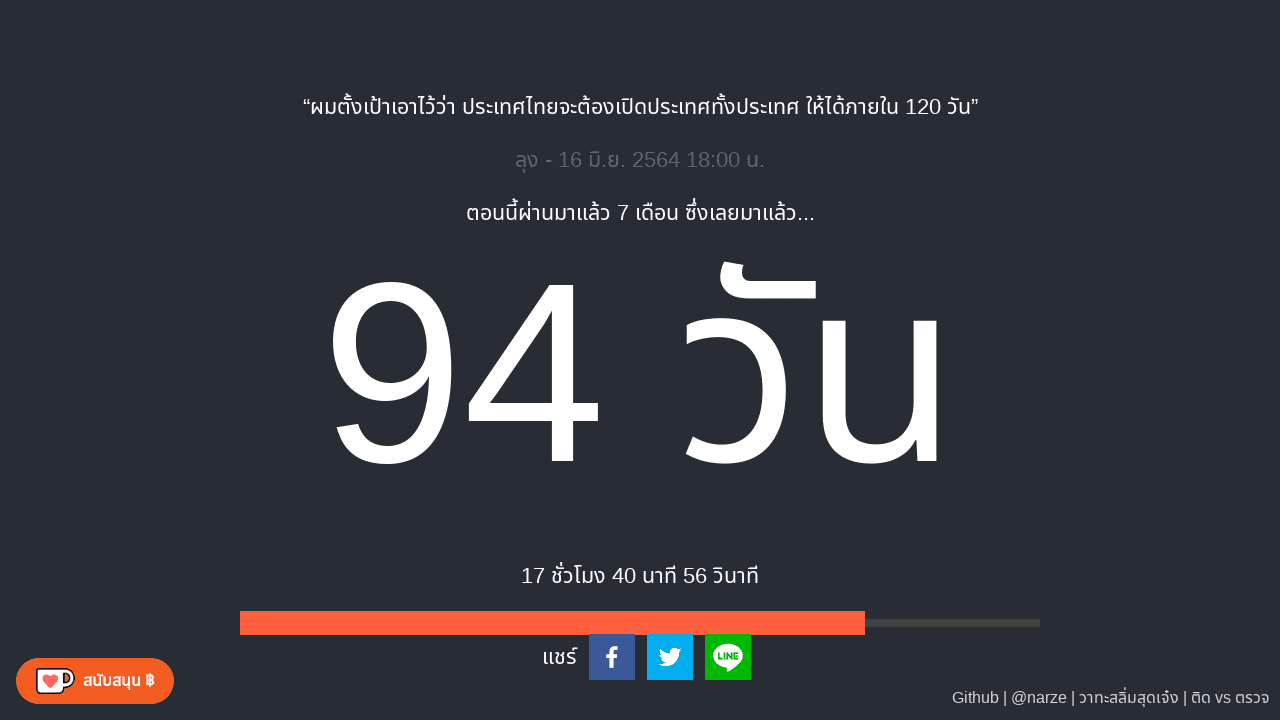 “ผมตั้งเป้าเอาไว้ว่า ประเทศไทยจะต้องเปิดประเทศทั้งประเทศ ให้ได้ภายใน 120 วัน”
ลุง - 16 มิ.ย. 2564 18:00 น.
ตอนนี้ผ่านมาแล้ว 7 เดือน ซึ่งเลยมาแล้ว...
94 วัน
17 ชั่วโมง 40 นาที 56 วินาที
แชร์
LINE
สนับสนุน ฿
Github | @narze | วาทะสลิ่มสุดเจ๋ง | ติด vs ตรวจ